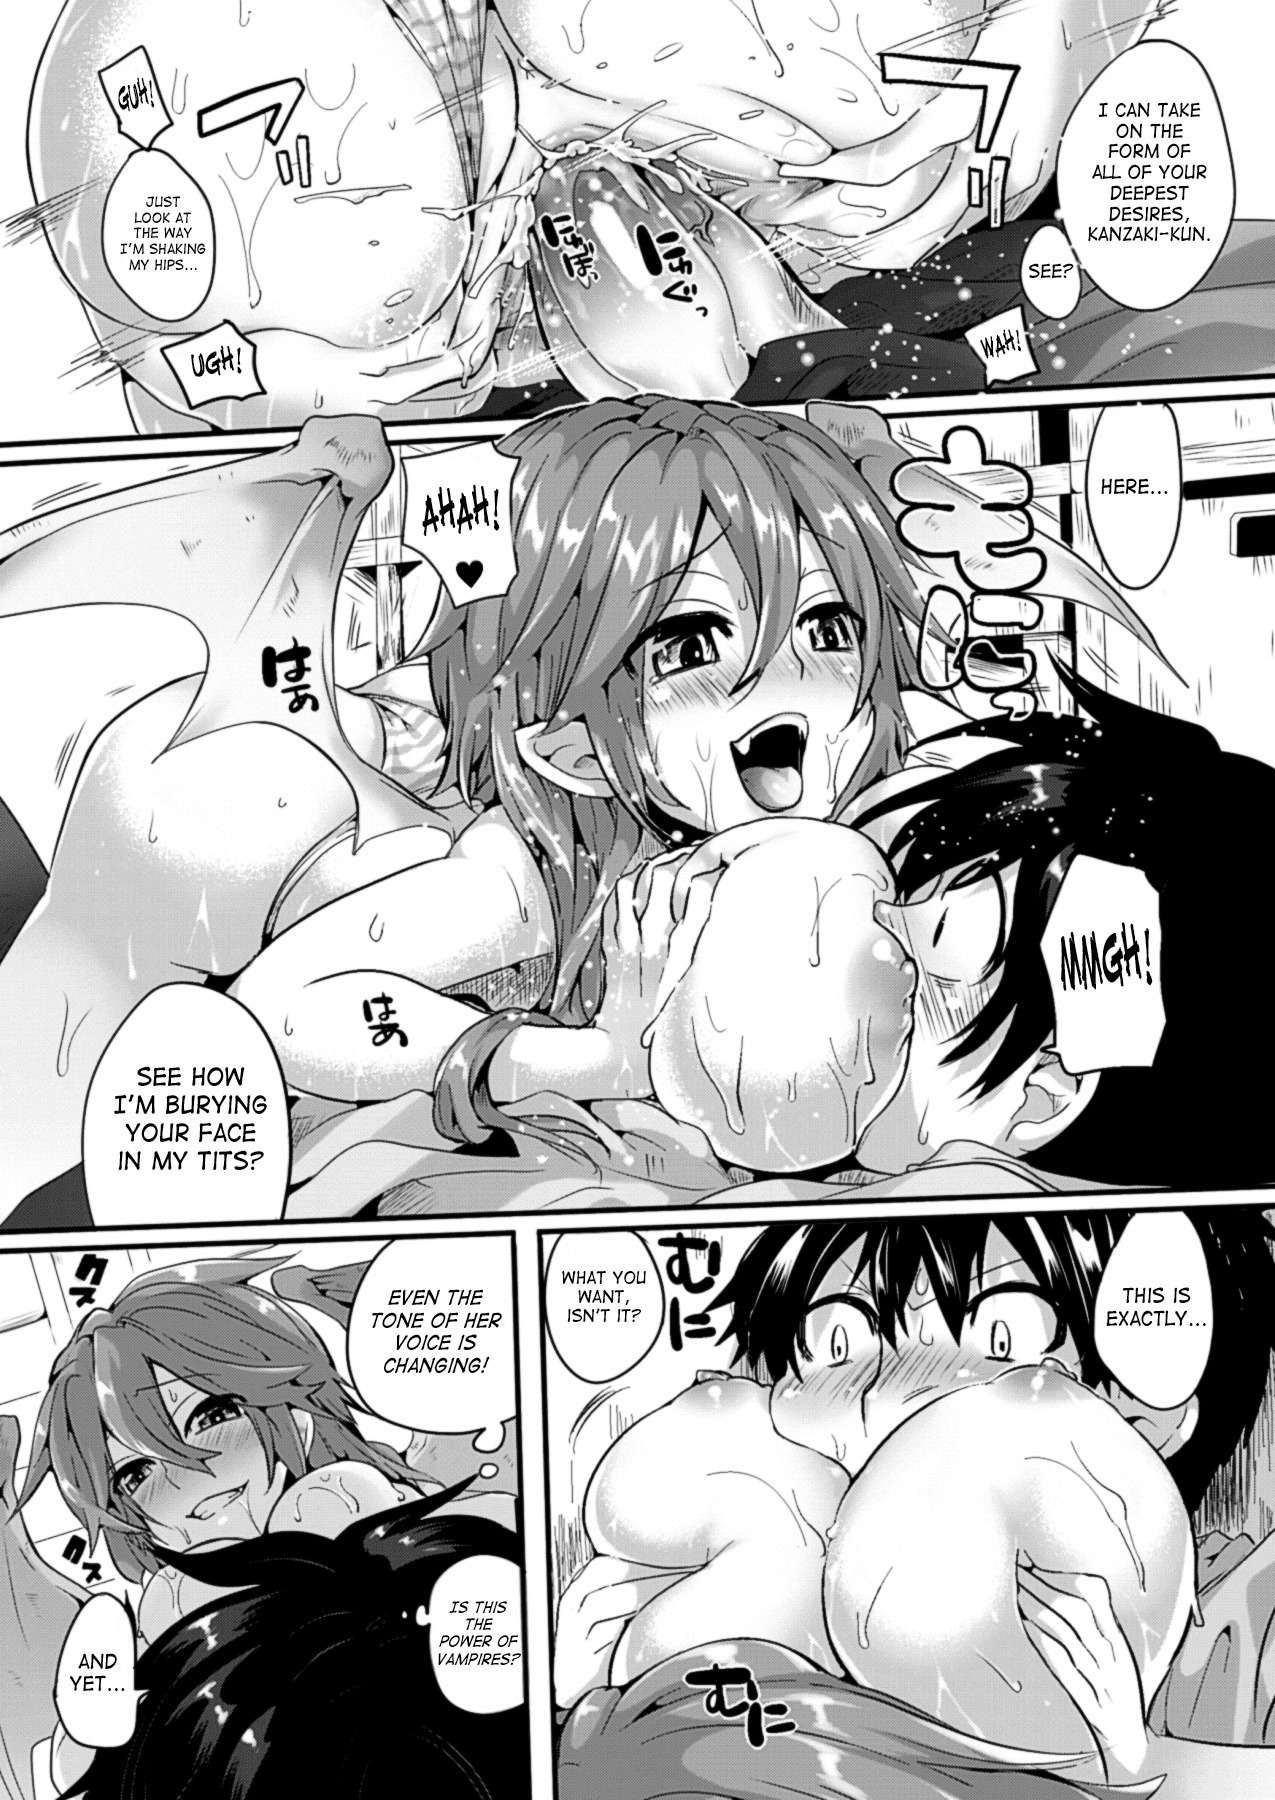 I CAN TAKE
ON THE
FORM OF
ALL OF YOUR
DEEPEST
DESIRES,
KANZAKI-KUN.
SEE?
WAH!
にゅぐっ
にゅぼっ
GUH!
JUST
LOOK AT
THE WAY
I'M SHAKING
MY HIPS...
UGH!
HERE...
AHAH!
♥
はぁ
MMGH!
はぁ
SEE HOW
I'M BURYING
YOUR FACE
IN MY TITS?
THIS IS
EXACTLY...
むに
WHAT YOU
WANT,
ISN'T IT?
むに
EVEN THE
TONE OF HER
VOICE IS
CHANGING!
クス
クス
IS THIS
THE
POWER OF
VAMPIRES?
AND
YET...